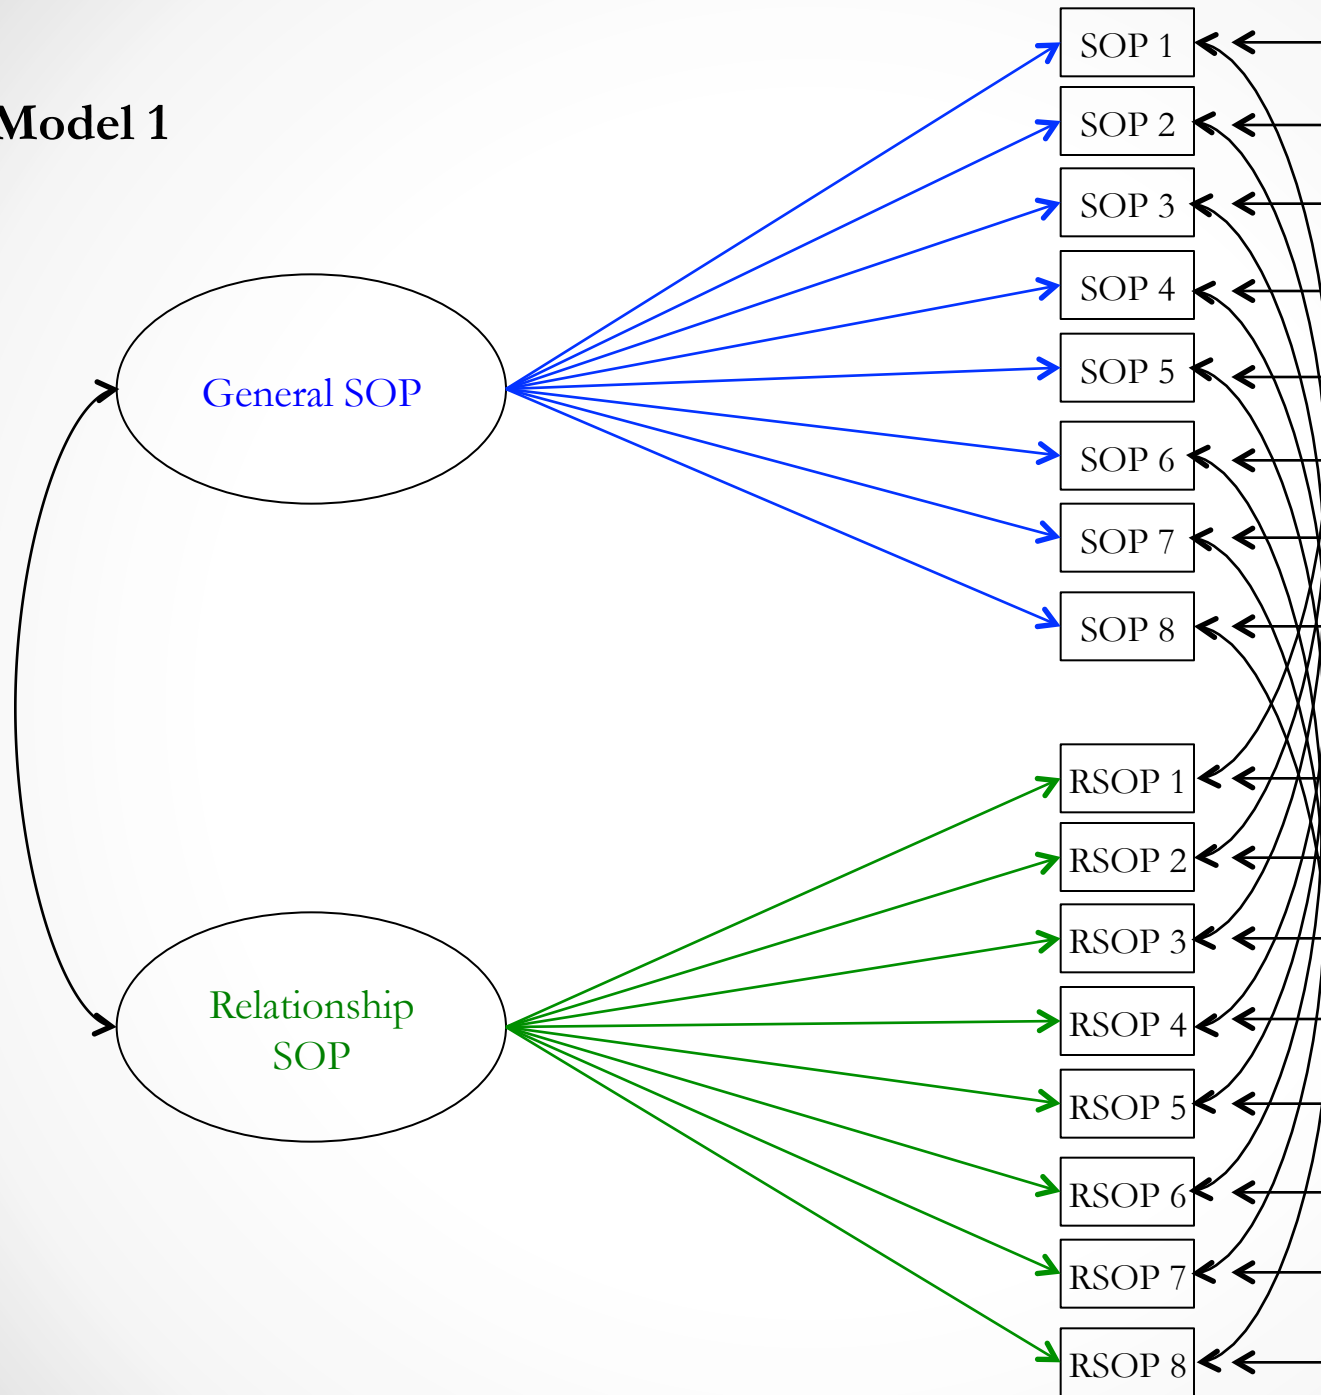 Model 1
General SOP
Relationship
SOP
SOP 1
SOP 2
SOP 3
SOP 4
SOP 5
SOP 6
SOP 7
SOP 8
RSOP 1
RSOP 2
RSOP 3
RSOP 4
RSOP 5
RSOP 6
RSOP 7
RSOP 8